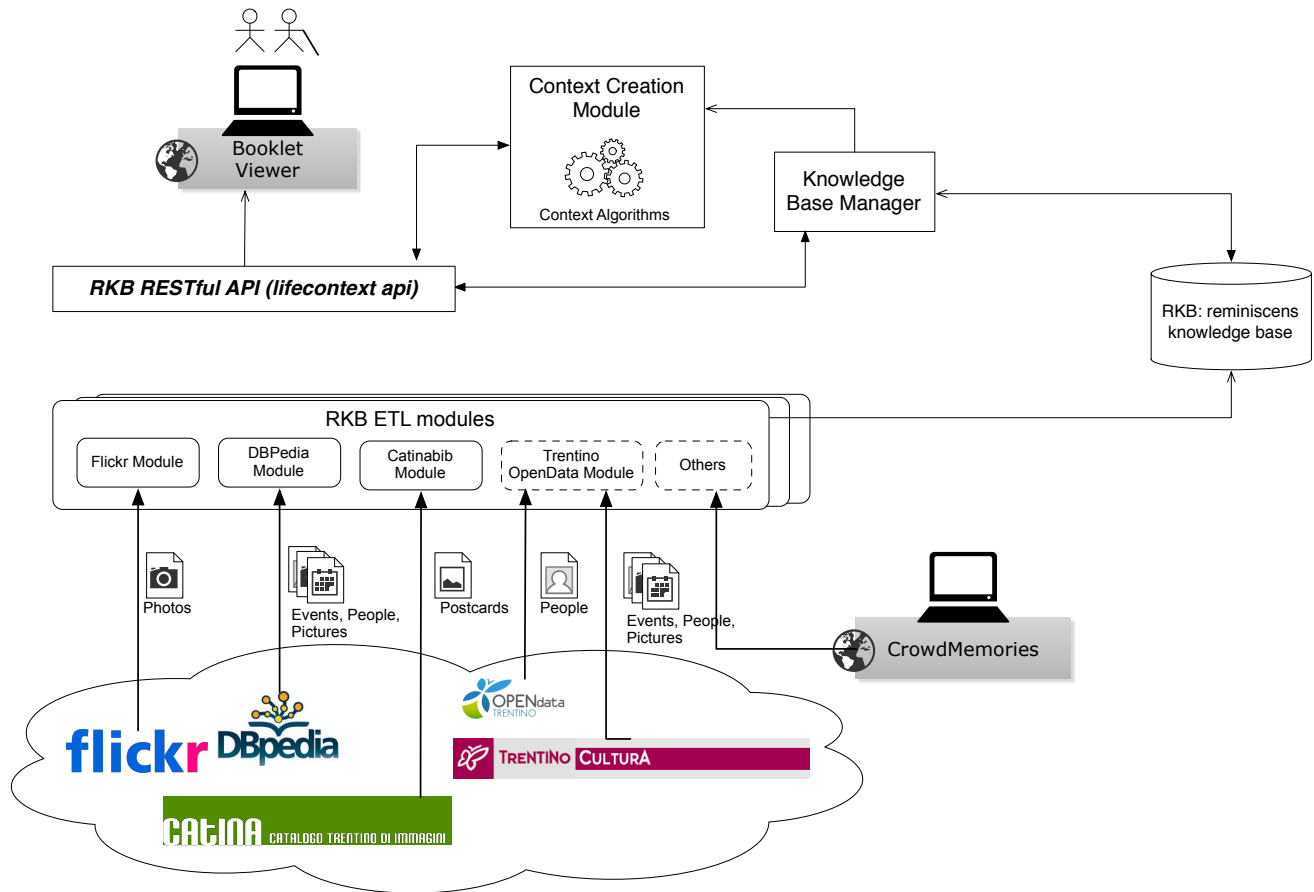 Context Creation
Module
Context Algorithms
Booklet
Viewer
Knowledge
Base Manager
RKB RESTful API (lifecontext api)
RKB: reminiscens
knowledge base
RKB ETL modules
Flickr Module
DBPedia
Module
Catinabib
Module
Trentino
OpenData Module
Others
Photos
Events, People,
Pictures
Postcards
People
Events, People,
Pictures
CrowdMemories
flickr
DBpedia
OPENdata
TRENTINO
TRENTINO CULTURA
CATINA CATALOGO TRENTINO DI IMMAGINI